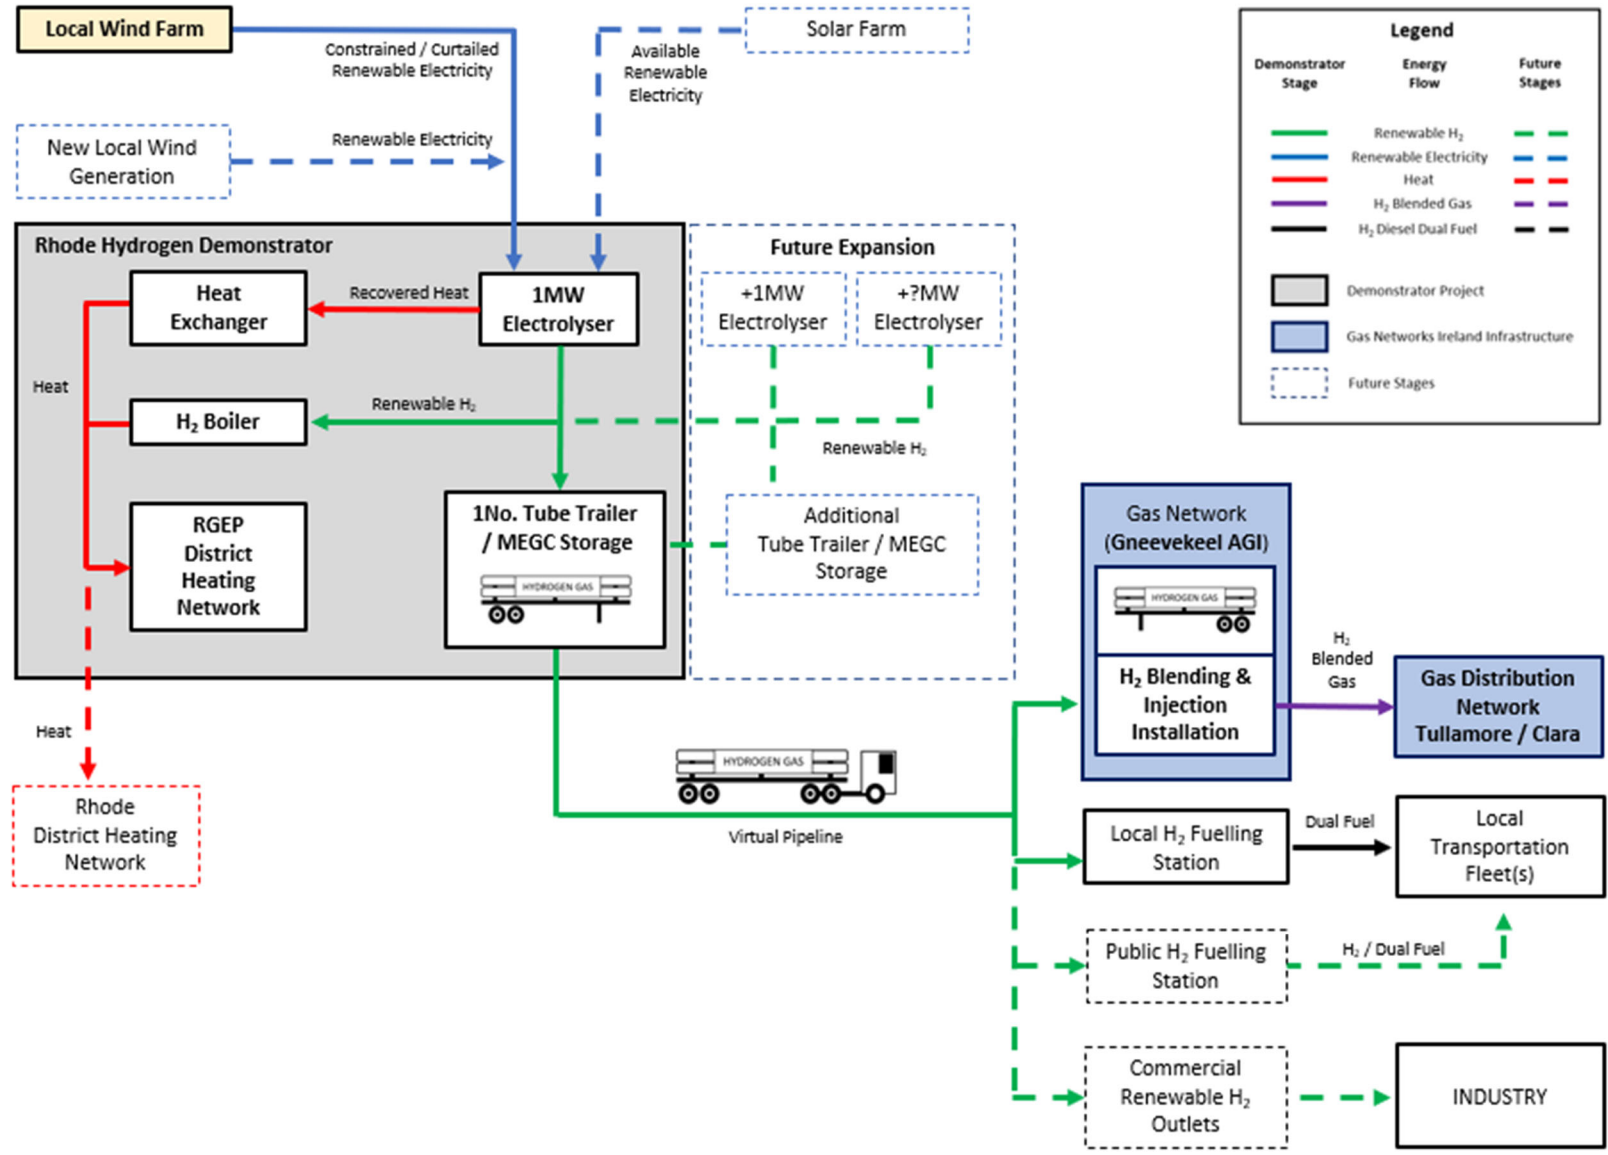 Local Wind Farm
Constrained / Curtailed
Renewable Electricity
Available
Renewable
Electricity
Solar Farm
New Local Wind
Generation
Renewable Electricity
Legend
Demonstrator
Stage
Energy
Flow
Future
Stages
Renewable H₂
Renewable Electricity
Heat
H₂ Blended Gas
H₂ Diesel Dual Fuel
Demonstrator Project
Gas Networks Ireland Infrastructure
Future Stages
Rhode Hydrogen Demonstrator
Heat
Exchanger
Recovered Heat
1MW
Electrolyser
Heat
H₂ Boiler
Renewable H₂
RGEP
District
Heating
Network
1No. Tube Trailer
/ MEGC Storage
HYDROGEN GAS
Future Expansion
+1MW
Electrolyser
+?MW
Electrolyser
Renewable H₂
Additional
Tube Trailer / MEGC
Storage
Heat
Rhode
District Heating
Network
HYDROGEN GAS
Virtual Pipeline
Gas Network
(Gneevekeel AGI)
HYDROGEN GAS
H₂ Blending &
Injection
Installation
H₂
Blended
Gas
Gas Distribution
Network
Tullamore / Clara
Local H₂ Fuelling
Station
Dual Fuel
Local
Transportation
Fleet(s)
Public H₂ Fuelling
Station
H₂ / Dual Fuel
Commercial
Renewable H₂
Outlets
INDUSTRY